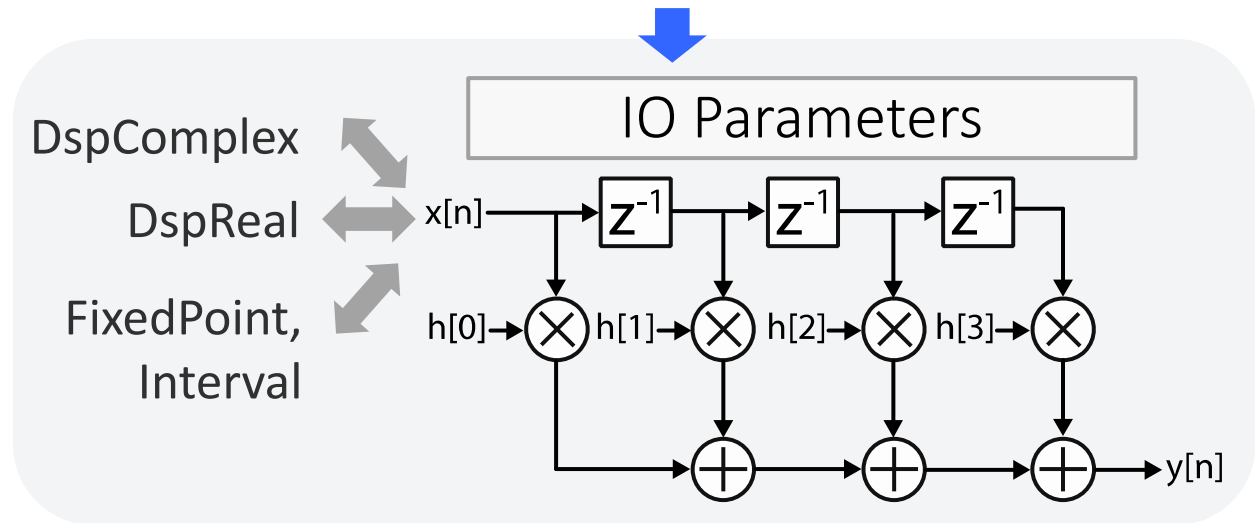 IO Parameters
DspComplex
DspReal
FixedPoint,
Interval
x[n]
z-1
z-1
z-1
h[0]
h[1]
h[2]
h[3]
y[n]